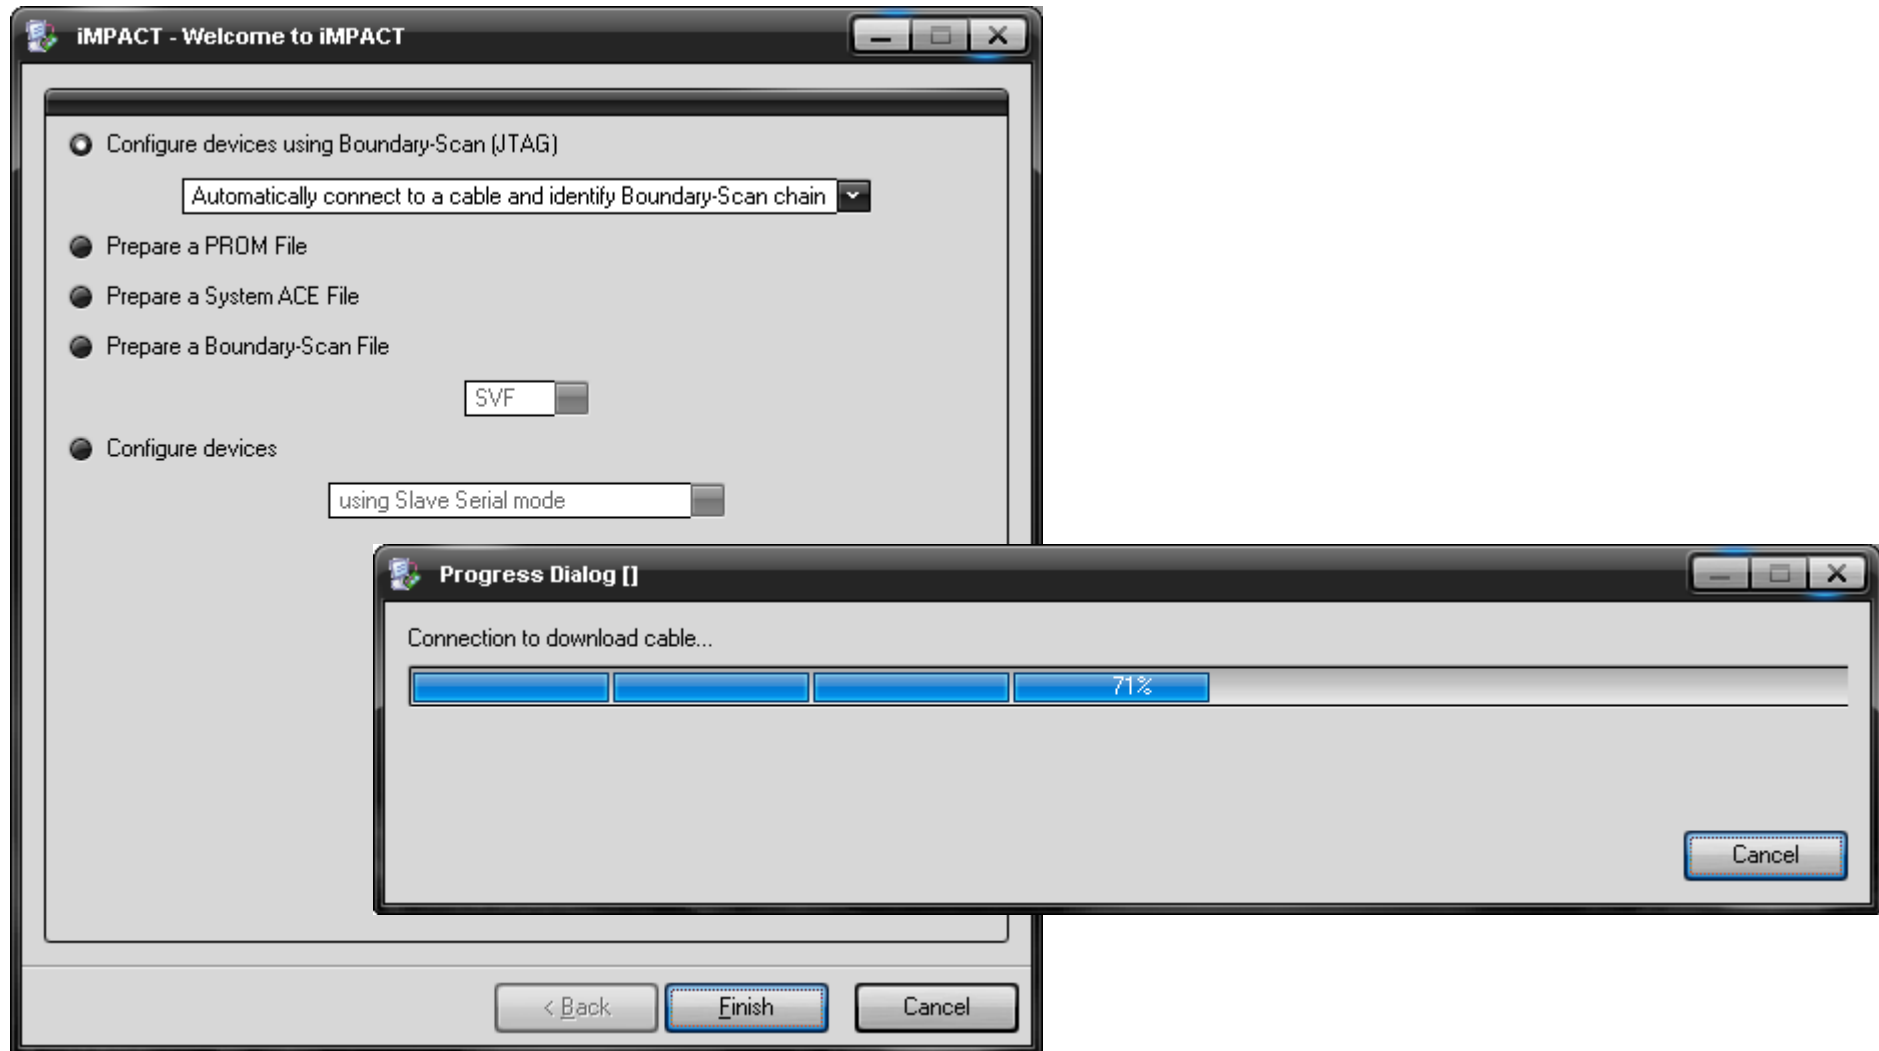 iMPACT - Welcome to iMPACT
Configure devices using Boundary-Scan (JTAG)
Automatically connect to a cable and identify Boundary-Scan chain
Prepare a PROM File
Prepare a System ACE File
Prepare a Boundary-Scan File
SVF
Configure devices
using Slave Serial mode
Progress Dialog []
Connection to download cable...
71%
Cancel
< Back
Finish
Cancel